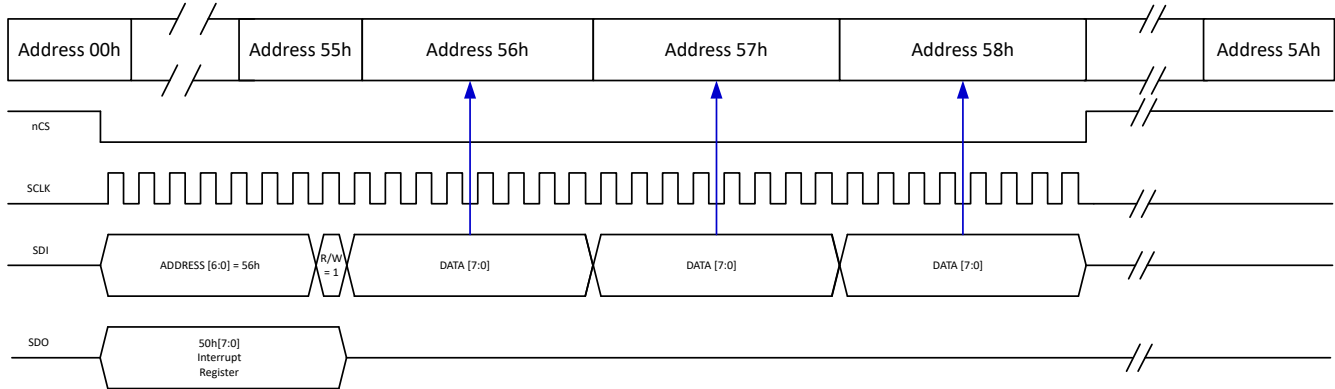 Address 00h
Address 55h
Address 56h
Address 57h
Address 58h
Address 5Ah
nCS
SCLK
SDI
ADDRESS [6:0] = 56h
R/W
= 1
DATA [7:0]
DATA [7:0]
DATA [7:0]
SDO
50h[7:0]
Interrupt
Register